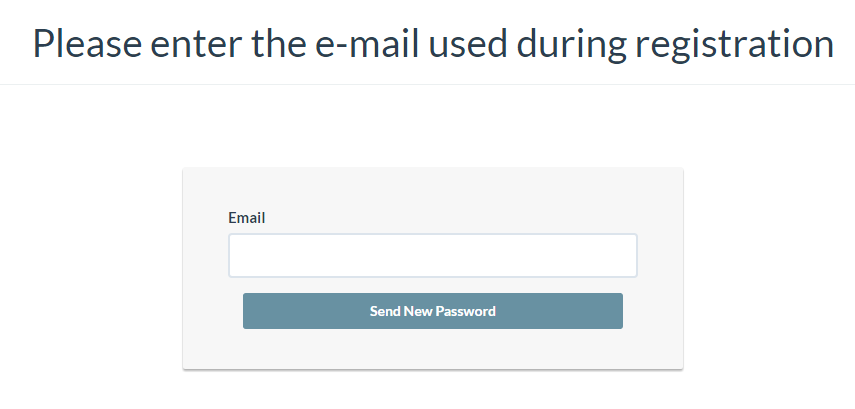 Please enter the e-mail used during registration
Email
Send New Password